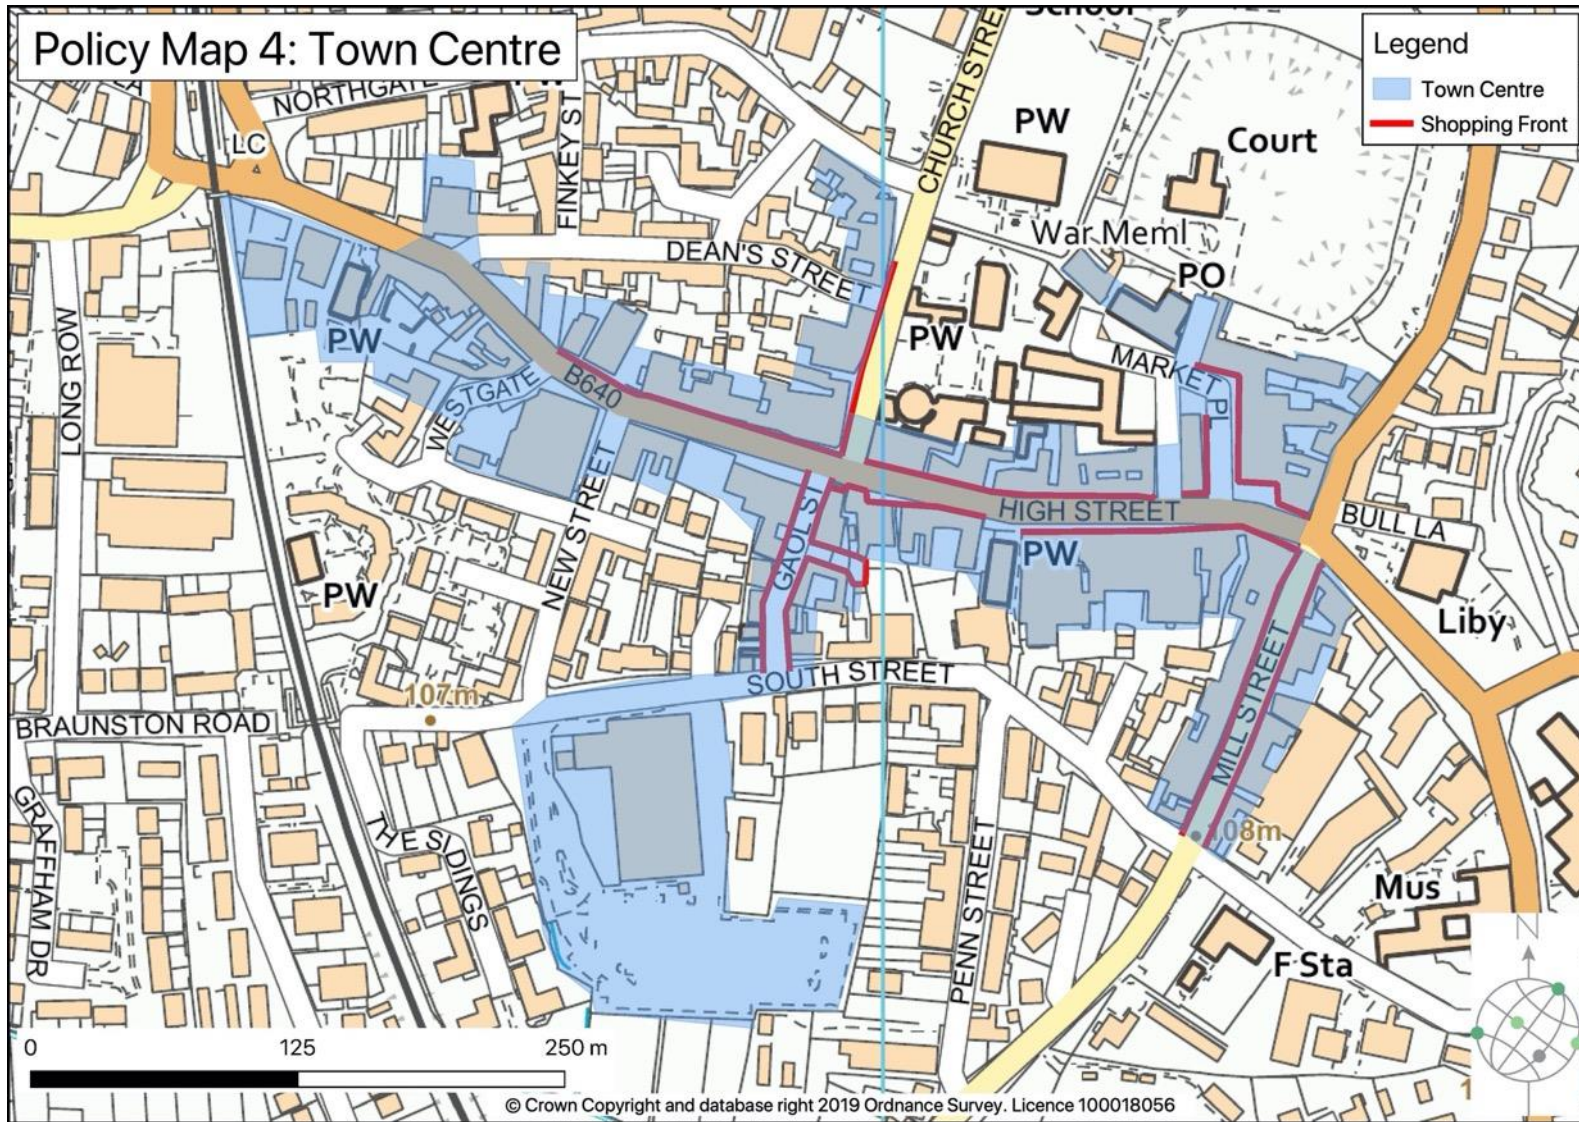 Policy Map 4: Town Centre
Legend
Town Centre
Shopping Front
School
CHURCH STRE
NORTHGATE
PW
LC
FINKEY ST
PW
Court
DEAN'S STREET
War Meml
PO
PW
PW
MARKET PL
LONG ROW
WESTGATE
B640
HIGH STREET
BULL LA
NEW STREET
GAOL ST
PW
PW
Liby
SOUTH STREET
MILL STREET
107m
BRAUNSTON ROAD
GRAFFHAM DR
THE SIDINGS
108m
PENN STREET
Mus
F Sta
N
0 125 250 m
© Crown Copyright and database right 2019 Ordnance Survey. Licence 100018056